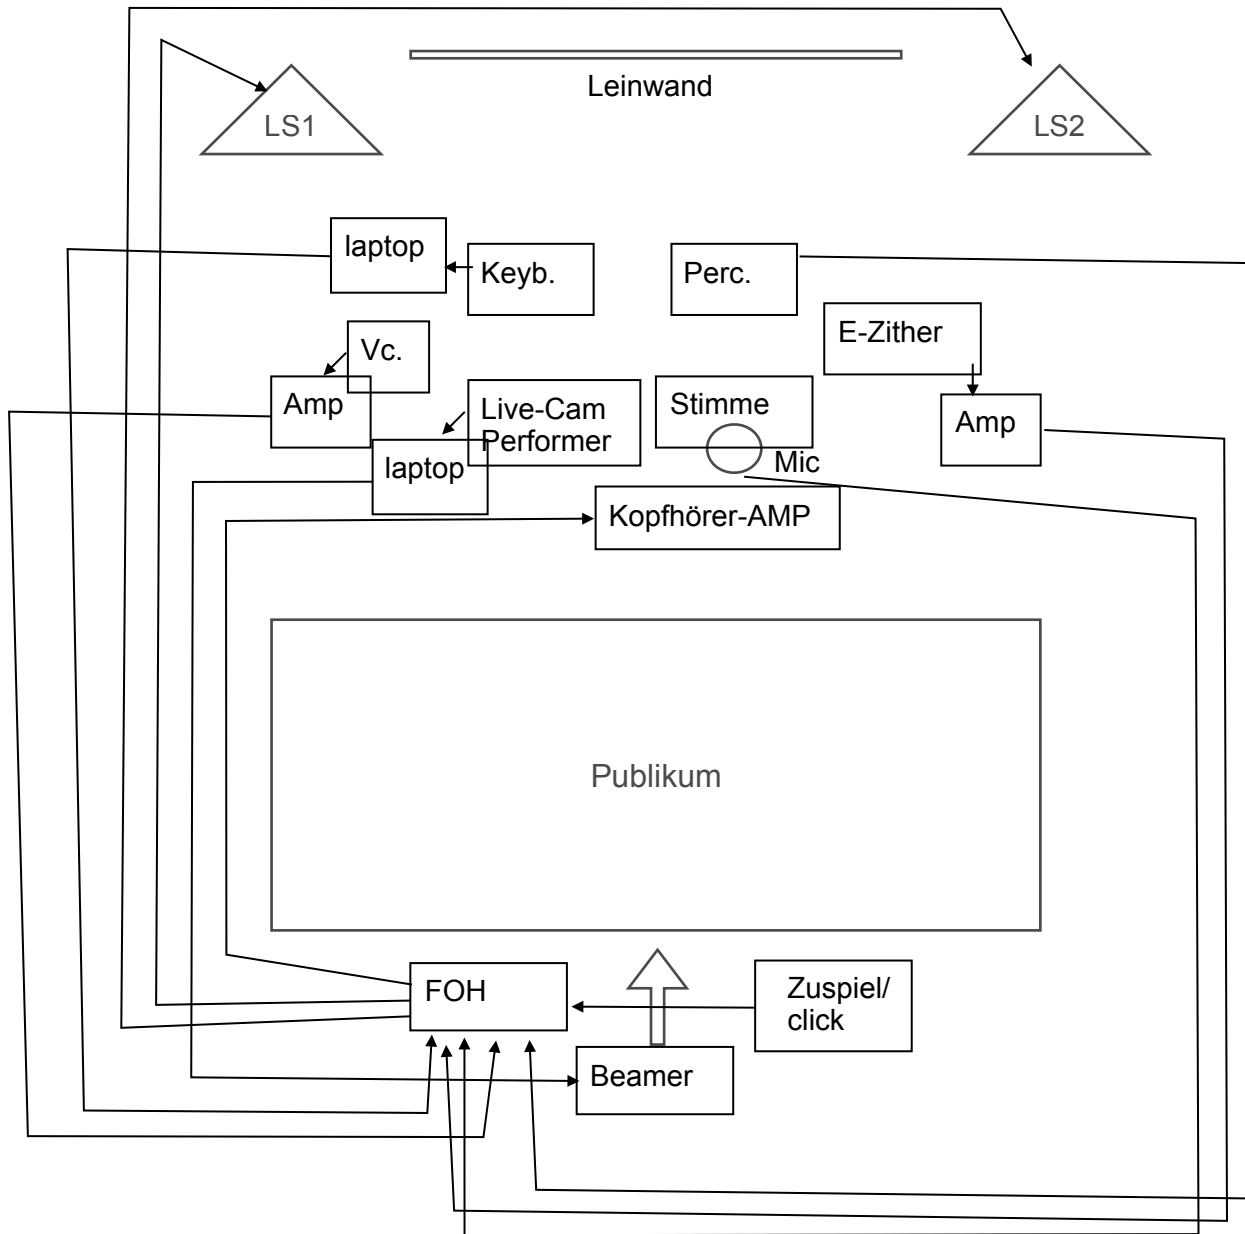 Leinwand
LS1
LS2
laptop
Keyb.
Perc.
E-Zither
Vc.
Amp
Live-Cam
Performer
laptop
Stimme
Mic
Amp
Kopfhörer-AMP
Publikum
FOH
Zuspiel/
click
Beamer